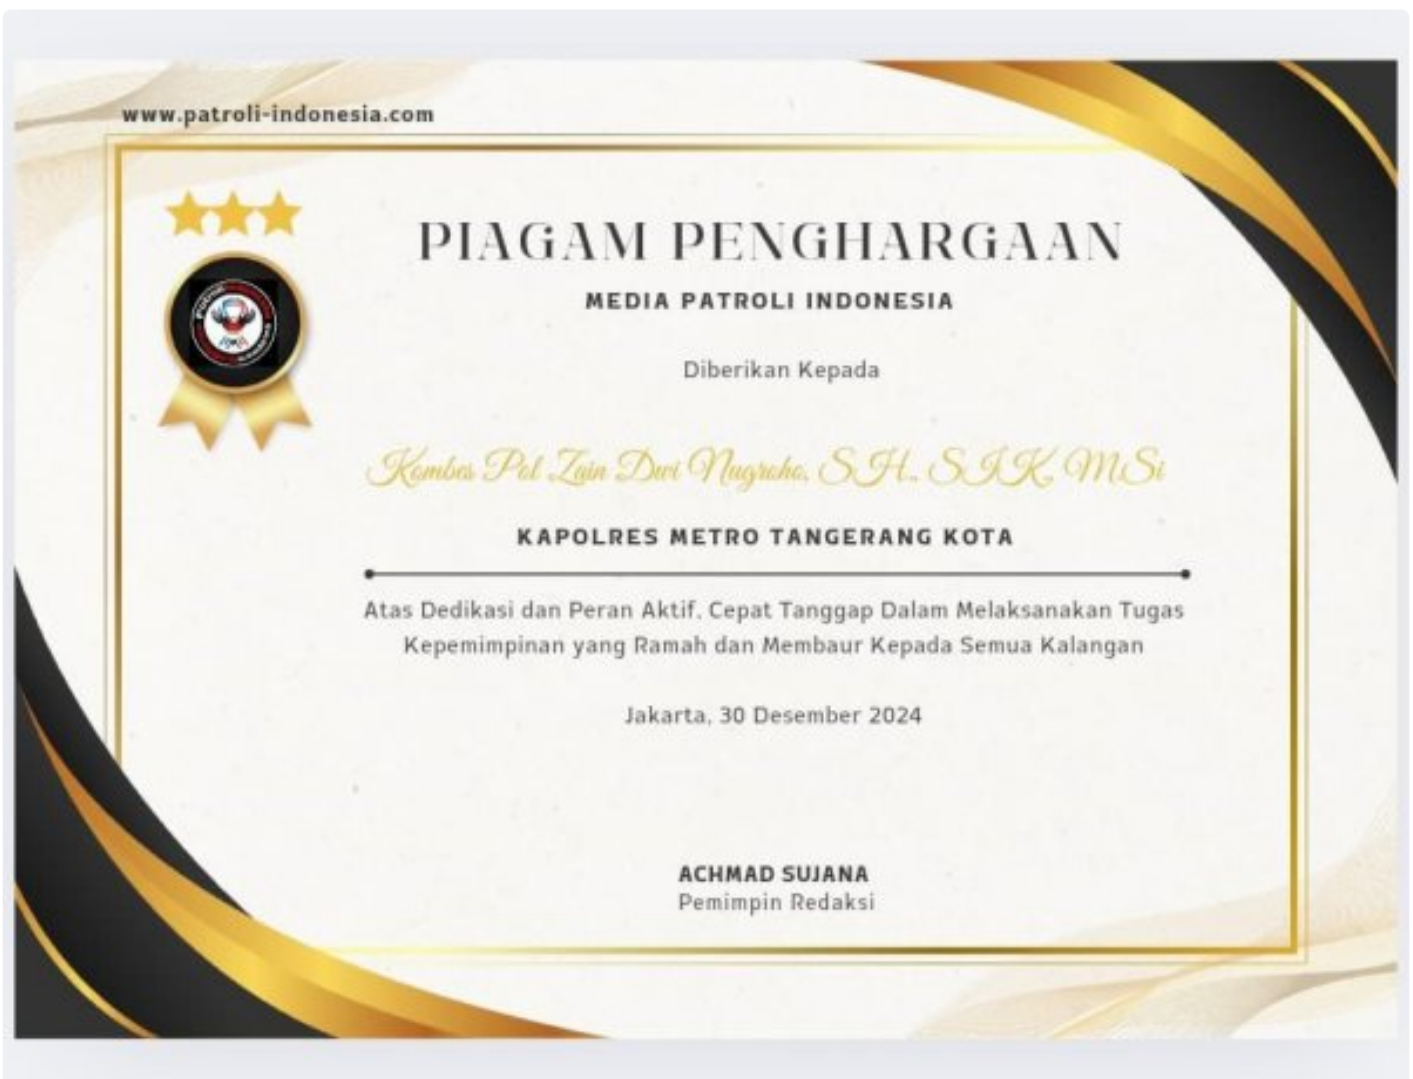 www.patroli-indonesia.com
PIAGAM PENGHARGAAN
MEDIA PATROLI INDONESIA
Diberikan Kepada
Kombes Pol Zain Dwi Nugroho, S.H., S.I.K, M.Si
KAPOLRES METRO TANGERANG KOTA
Atas Dedikasi dan Peran Aktif, Cepat Tanggap Dalam Melaksanakan Tugas
Kepemimpinan yang Ramah dan Membaur Kepada Semua Kalangan
Jakarta, 30 Desember 2024
ACHMAD SUJANA
Pemimpin Redaksi